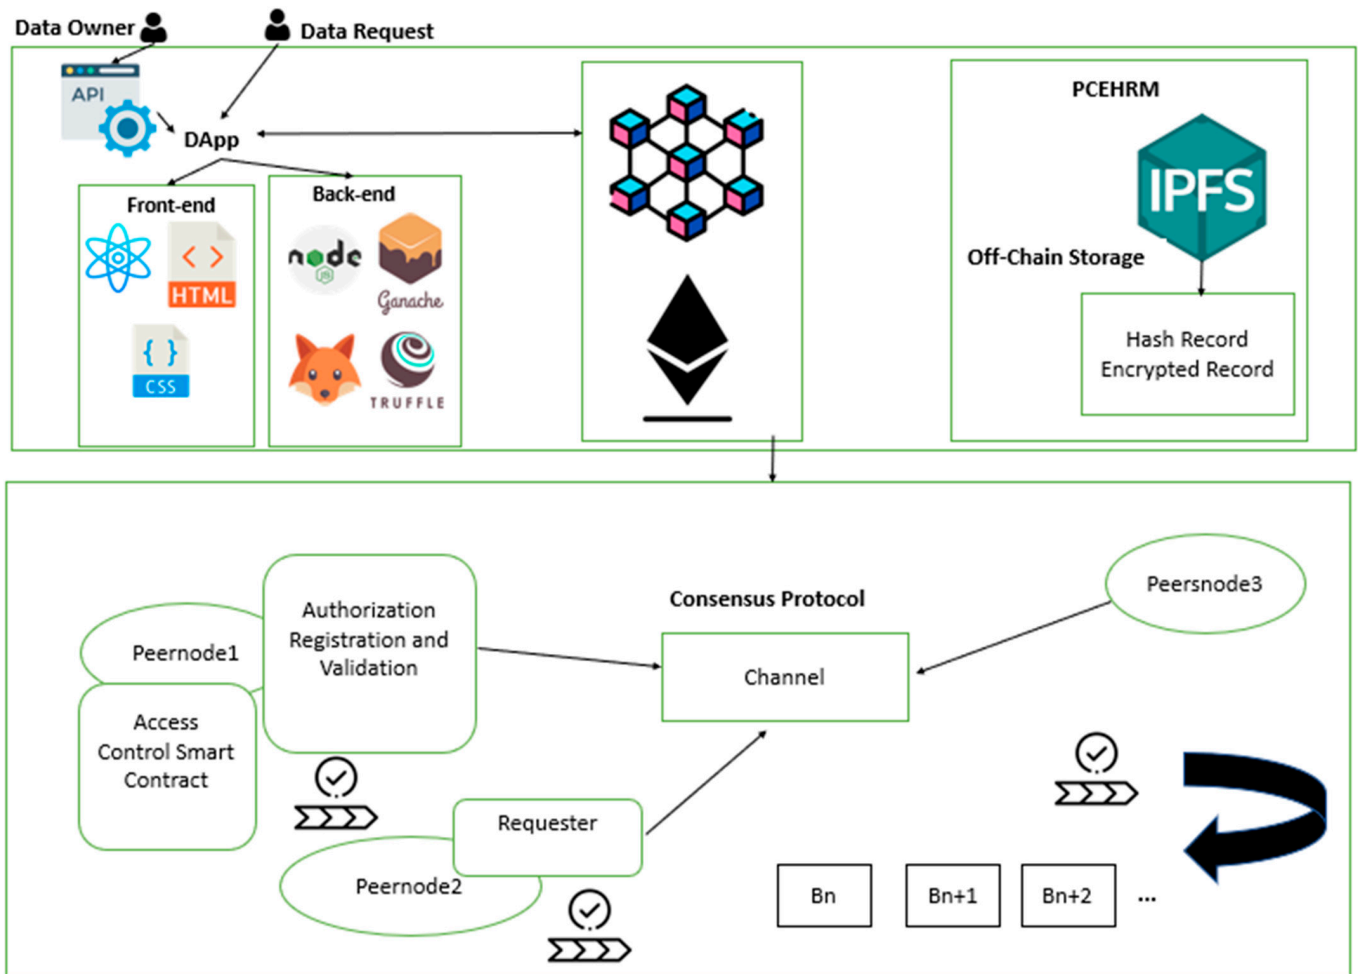 Data Owner
Data Request
API
DApp
Front-end
< >
HTML
{ }
CSS
Back-end
node
JS
Ganache
TRUFFLE
PCEHRM
IPFS
Off-Chain Storage
Hash Record
Encrypted Record
Authorization
Registration and
Validation
Peernode1
Access
Control Smart
Contract
Consensus Protocol
Channel
Peersnode3
Requester
Peernode2
Bn
Bn+1
Bn+2
...